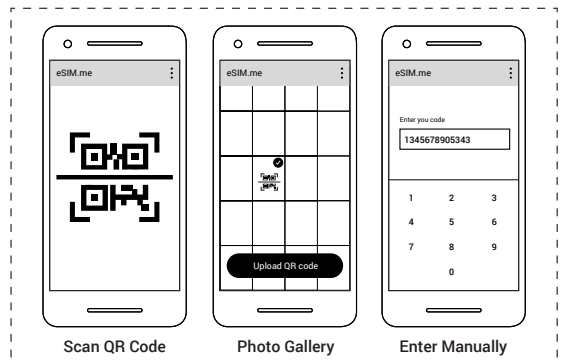 eSIM.me
Scan QR Code
eSIM.me
Upload QR code
Photo Gallery
eSIM.me
Enter you code
1345678905343
1 2 3
4 5 6
7 8 9
0
Enter Manually